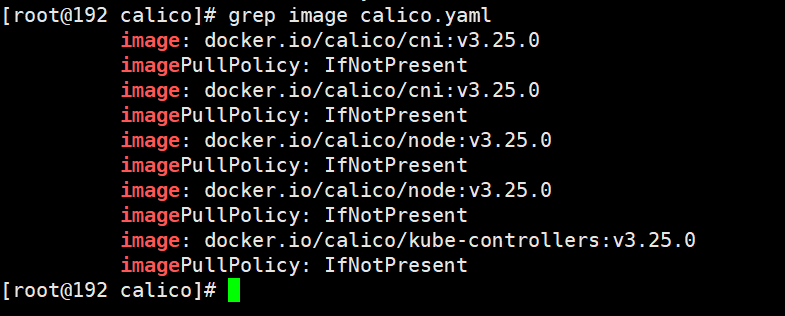 [root@192 calico]# grep image calico.yaml
image: docker.io/calico/cni:v3.25.0
imagePullPolicy: IfNotPresent
image: docker.io/calico/cni:v3.25.0
imagePullPolicy: IfNotPresent
image: docker.io/calico/node:v3.25.0
imagePullPolicy: IfNotPresent
image: docker.io/calico/node:v3.25.0
imagePullPolicy: IfNotPresent
image: docker.io/calico/kube-controllers:v3.25.0
imagePullPolicy: IfNotPresent
[root@192 calico]#